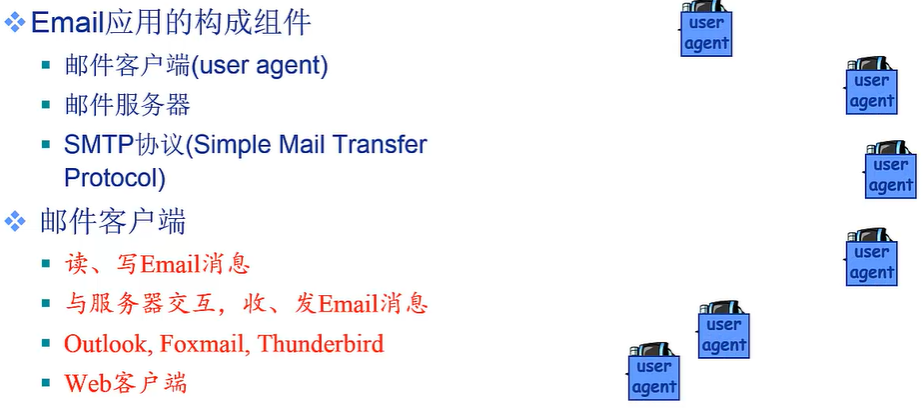 Email应用的构成组件
邮件客户端(user agent)
邮件服务器
SMTP协议(Simple Mail Transfer
Protocol)
邮件客户端
读、写Email消息
与服务器交互，收、发Email消息
Outlook, Foxmail, Thunderbird
Web客户端
user
agent
user
agent
user
agent
user
agent
user
agent
user
agent